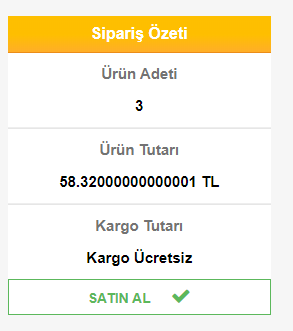 Sipariş Özeti
Ürün Adeti
3
Ürün Tutarı
58.32000000000001 TL
Kargo Tutarı
Kargo Ücretsiz
SATIN AL